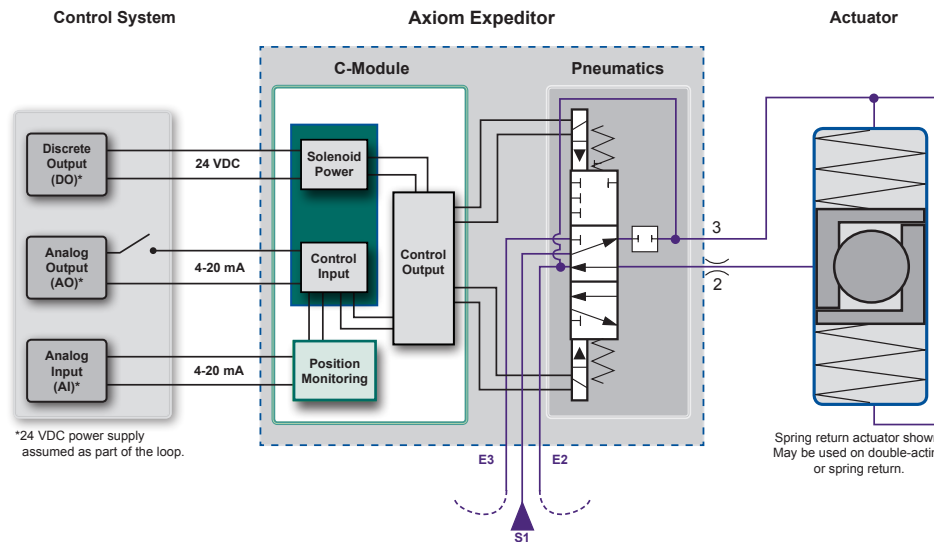 Control System
Axiom Expeditor
Actuator
C-Module
Pneumatics
Discrete
Output
(DO)*
24 VDC
Solenoid
Power
Analog
Output
(AO)*
4-20 mA
Control
Input
Control
Output
3
2
Analog
Input
(AI)*
4-20 mA
Position
Monitoring
*24 VDC power supply
assumed as part of the loop.
E3
E2
S1
Spring return actuator show
May be used on double-acti
or spring return.